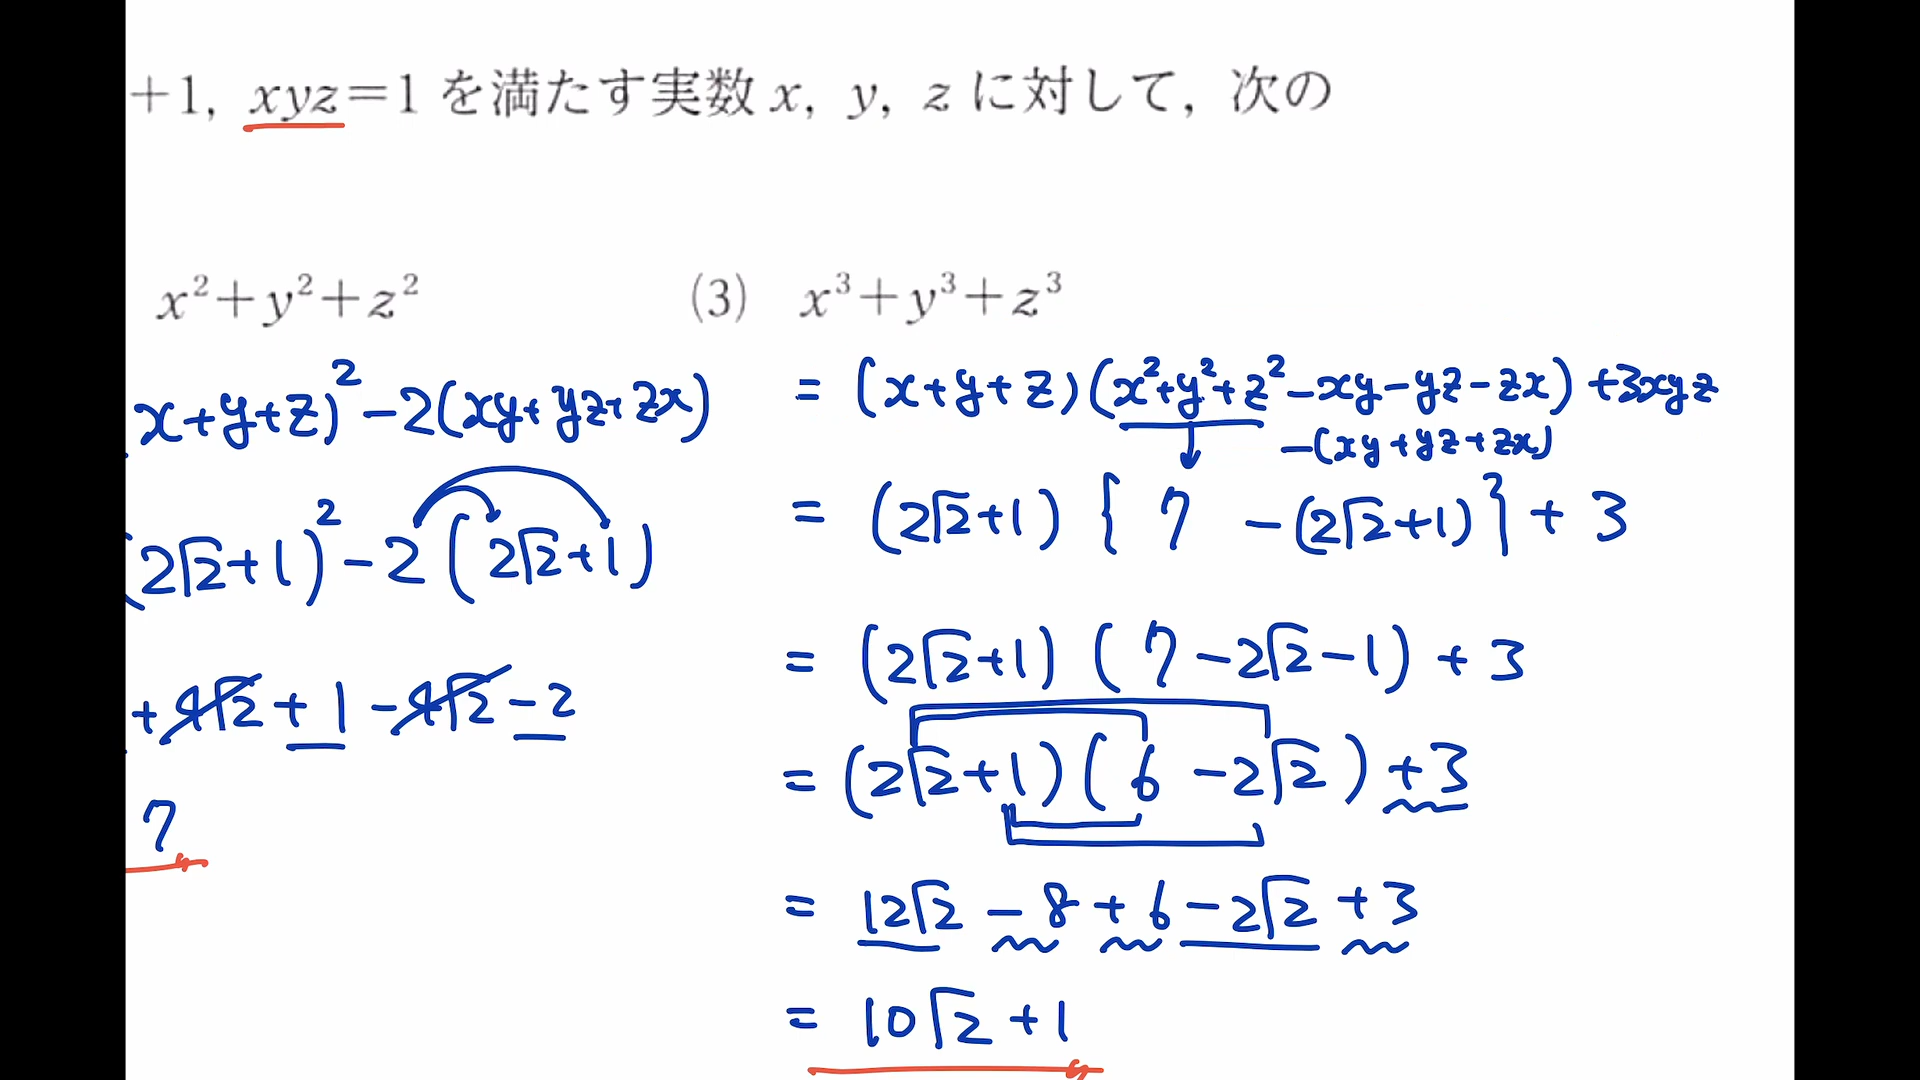 +1, xyz=1 を満たす実数 x, y, z に対して, 次の
x²+y²+z²
x+y+z)²-2(xy+yz+zx)
(2√2+1)²-2(2√2+1)
+4√2+1-4√2-2
7
(3) x³+y³+z³
=(x+y+z)(x²+y²+z²-xy-yz-zx)+3xyz
-(xy+yz+zx)
=(2√2+1){7-(2√2+1)}+3
=(2√2+1)(7-2√2-1)+3
=(2√2+1)(6-2√2)+3
=12√2-8+6-2√2+3
=10√2+1